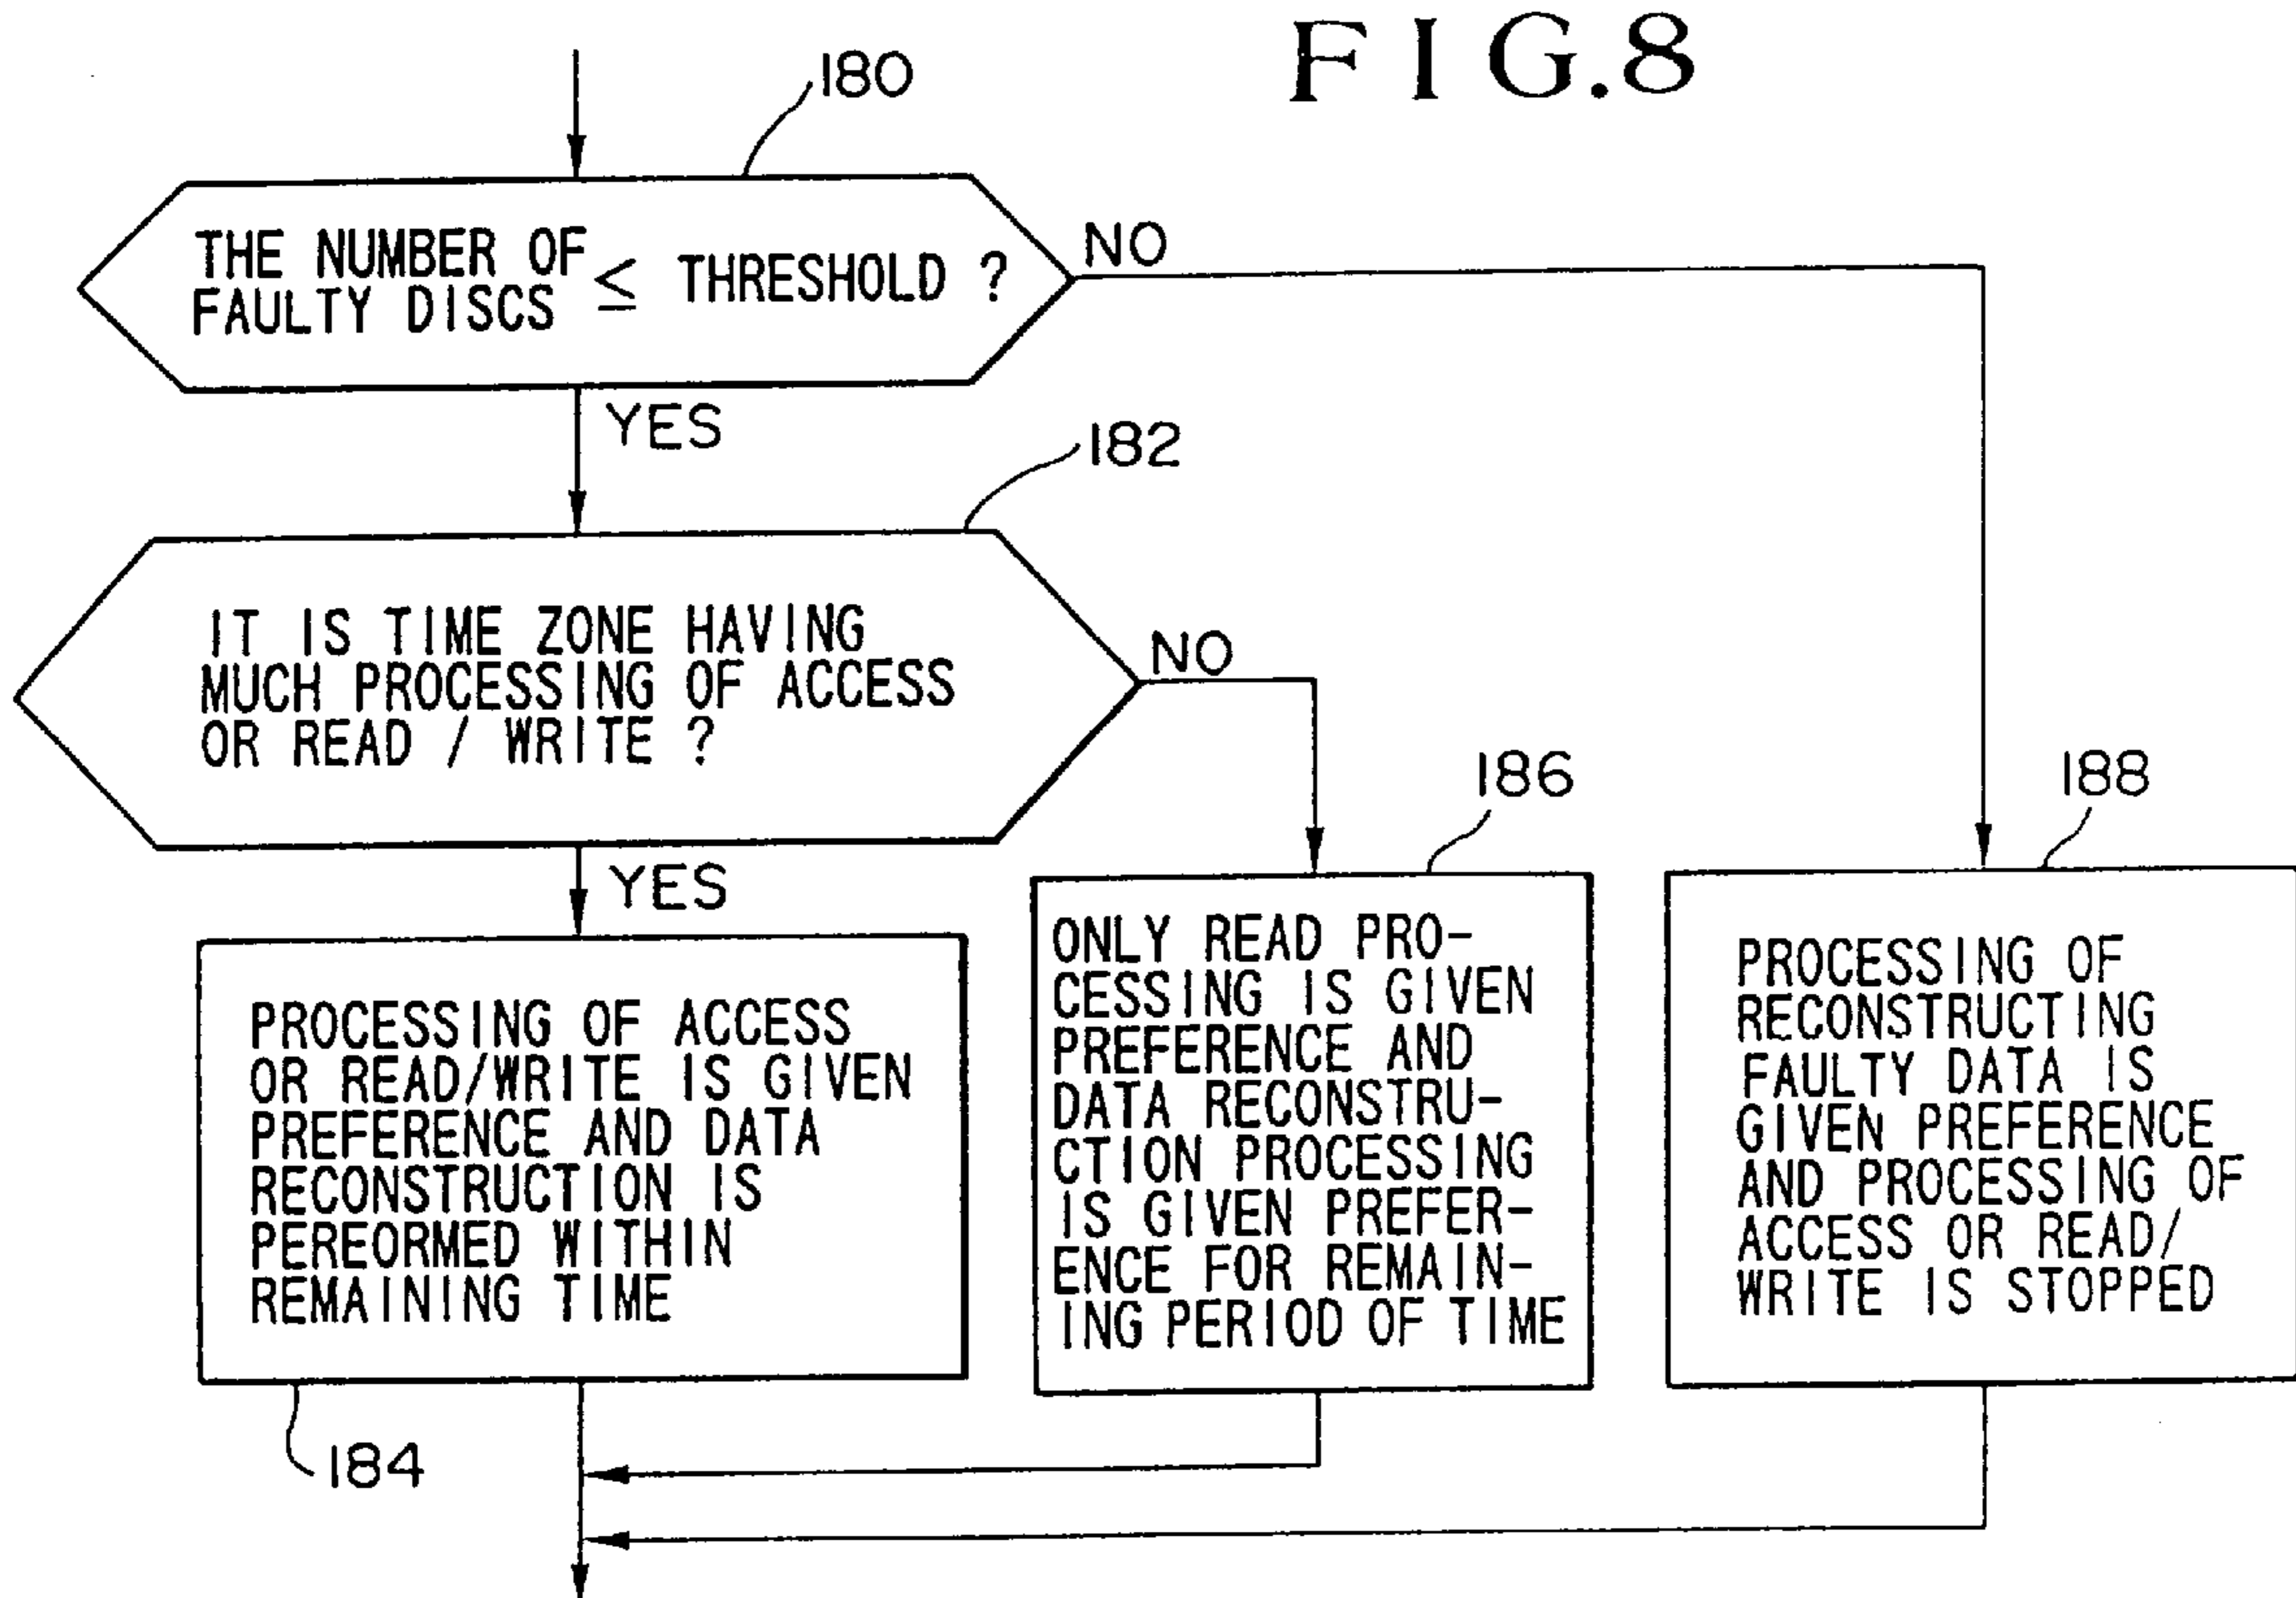 FIG.8
180
THE NUMBER OF
FAULTY DISCS ≤ THRESHOLD ?
NO
YES
182
IT IS TIME ZONE HAVING
MUCH PROCESSING OF ACCESS
OR READ / WRITE ?
NO
YES
184
PROCESSING OF ACCESS
OR READ/WRITE IS GIVEN
PREFERENCE AND DATA
RECONSTRUCTION IS
PEREORMED WITHIN
REMAINING TIME
186
ONLY READ PRO-
CESSING IS GIVEN
PREFERENCE AND
DATA RECONSTRU-
CTION PROCESSING
IS GIVEN PREFER-
ENCE FOR REMAIN-
ING PERIOD OF TIME
188
PROCESSING OF
RECONSTRUCTING
FAULTY DATA IS
GIVEN PREFERENCE
AND PROCESSING OF
ACCESS OR READ/
WRITE IS STOPPED